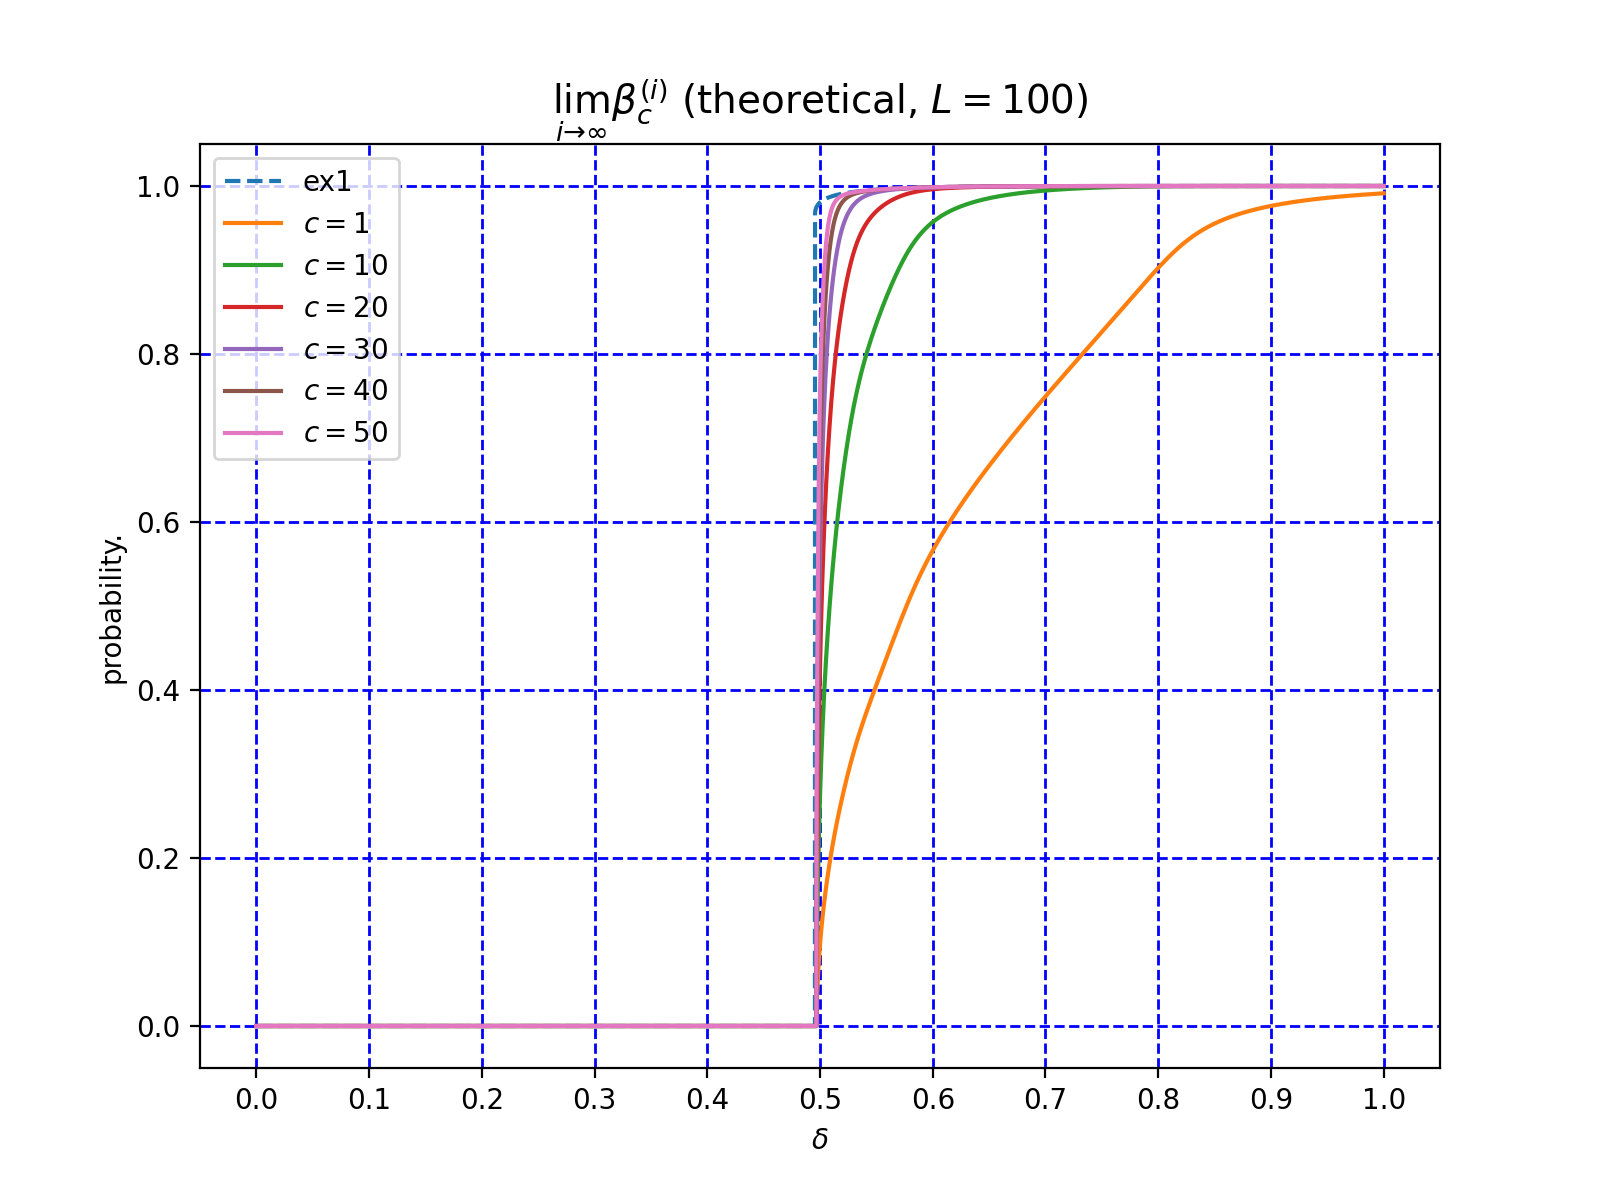 lim β_c^(i) (theoretical, L = 100)
i→∞
1.0
0.8
0.6
0.4
0.2
0.0
probability.
ex1
c = 1
c = 10
c = 20
c = 30
c = 40
c = 50
0.0 0.1 0.2 0.3 0.4 0.5 0.6 0.7 0.8 0.9 1.0
δ